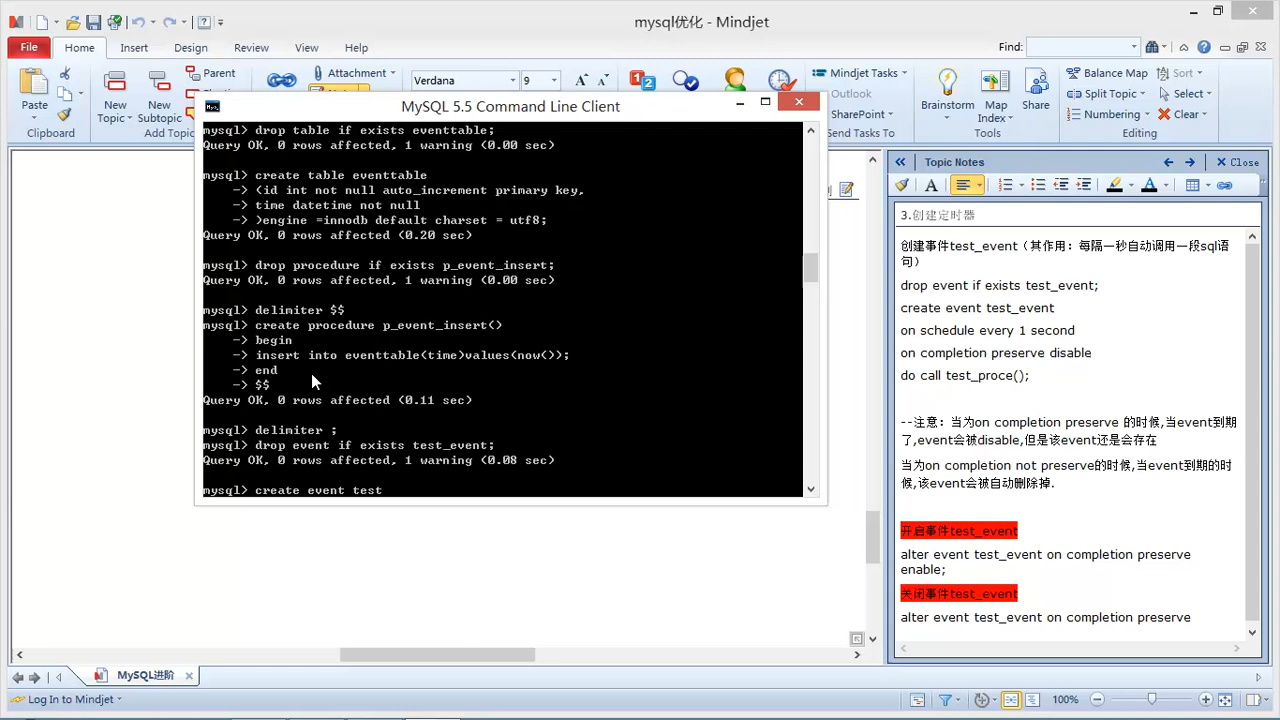 mysql优化 - Mindjet
File
Home
Insert
Design
Review
View
Help
Find:
Paste
Clipboard
New Topic
New Subtopic
Parent
Add Topic
Attachment
Verdana
9
Mindjet Tasks
Outlook
SharePoint
Send To Tasks
Brainstorm
Map Index
Share
Tools
Balance Map
Split Topic
Numbering
Sort
Select
Clear
Editing
MySQL 5.5 Command Line Client
mysql> drop table if exists eventtable;
Query OK, 0 rows affected, 1 warning (0.00 sec)
mysql> create table eventtable
-> (id int not null auto_increment primary key,
-> time datetime not null
-> )engine =innodb default charset = utf8;
Query OK, 0 rows affected (0.20 sec)
mysql> drop procedure if exists p_event_insert;
Query OK, 0 rows affected, 1 warning (0.00 sec)
mysql> delimiter $$
mysql> create procedure p_event_insert()
-> begin
-> insert into eventtable(time)values(now());
-> end
-> $$
Query OK, 0 rows affected (0.11 sec)
mysql> delimiter ;
mysql> drop event if exists test_event;
Query OK, 0 rows affected, 1 warning (0.08 sec)
mysql> create event test
Topic Notes
Close
3.创建定时器
创建事件test_event（其作用：每隔一秒自动调用一段sql语
句）
drop event if exists test_event;
create event test_event
on schedule every 1 second
on completion preserve disable
do call test_proce();
--注意：当为on completion preserve 的时候,当event到期
了,event会被disable,但是该event还是会存在
当为on completion not preserve的时候,当event到期的时
候,该event会被自动删除掉.
开启事件test_event
alter event test_event on completion preserve
enable;
关闭事件test_event
alter event test_event on completion preserve
MySQL进阶
Log In to Mindjet
100%